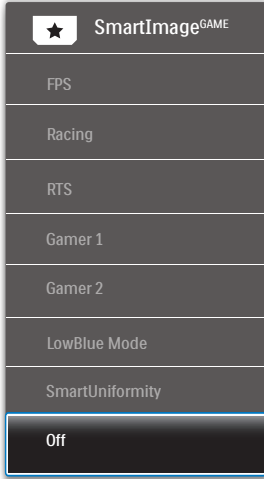 SmartImageGAME
FPS
Racing
RTS
Gamer 1
Gamer 2
LowBlue Mode
SmartUniformity
Off